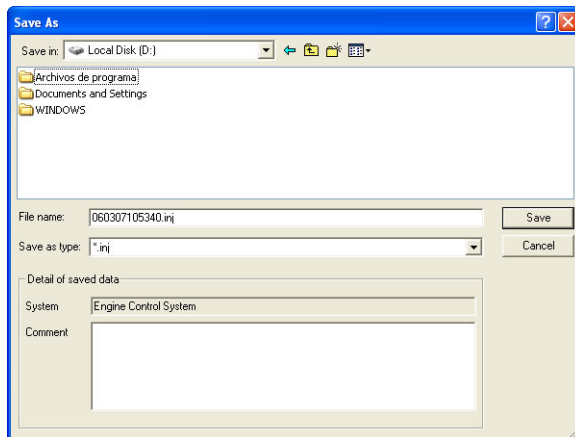 Save As
Save in: Local Disk (D:)
Archivos de programa
Documents and Settings
WINDOWS
File name: 060307105340.inj Save
Save as type: *.inj Cancel
Detail of saved data
System Engine Control System
Comment